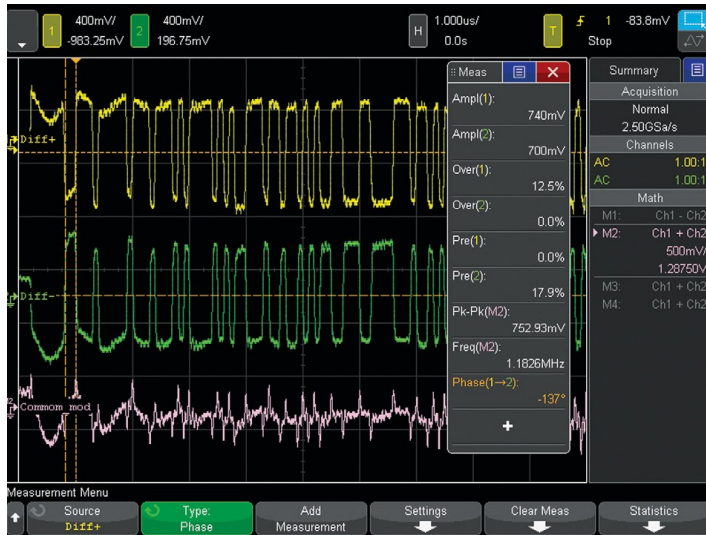 1 400mV/ 2 400mV/ H 1.000us/ T 1 -83.8mV
-983.25mV 196.75mV 0.0s Stop
Meas
Summary
Ampl(1):
740mV
Ampl(2):
700mV
Over(1):
12.5%
Over(2):
0.0%
Pre(1):
0.0%
Pre(2):
17.9%
Pk-Pk(M2):
752.93mV
Freq(M2):
1.1826MHz
Phase(1→2):
-137°
+
Acquisition
Normal
2.50GSa/s
Channels
AC 1.00:1
AC 1.00:1
Math
M1: Ch1 - Ch2
M2: Ch1 + Ch2
500mV/
1.28750V
M3: Ch1 + Ch2
M4: Ch1 + Ch2
Diff+
Diff-
Commom mod
Measurement Menu
Source Type: Add Settings Clear Meas Statistics
Diff+ Phase Measurement